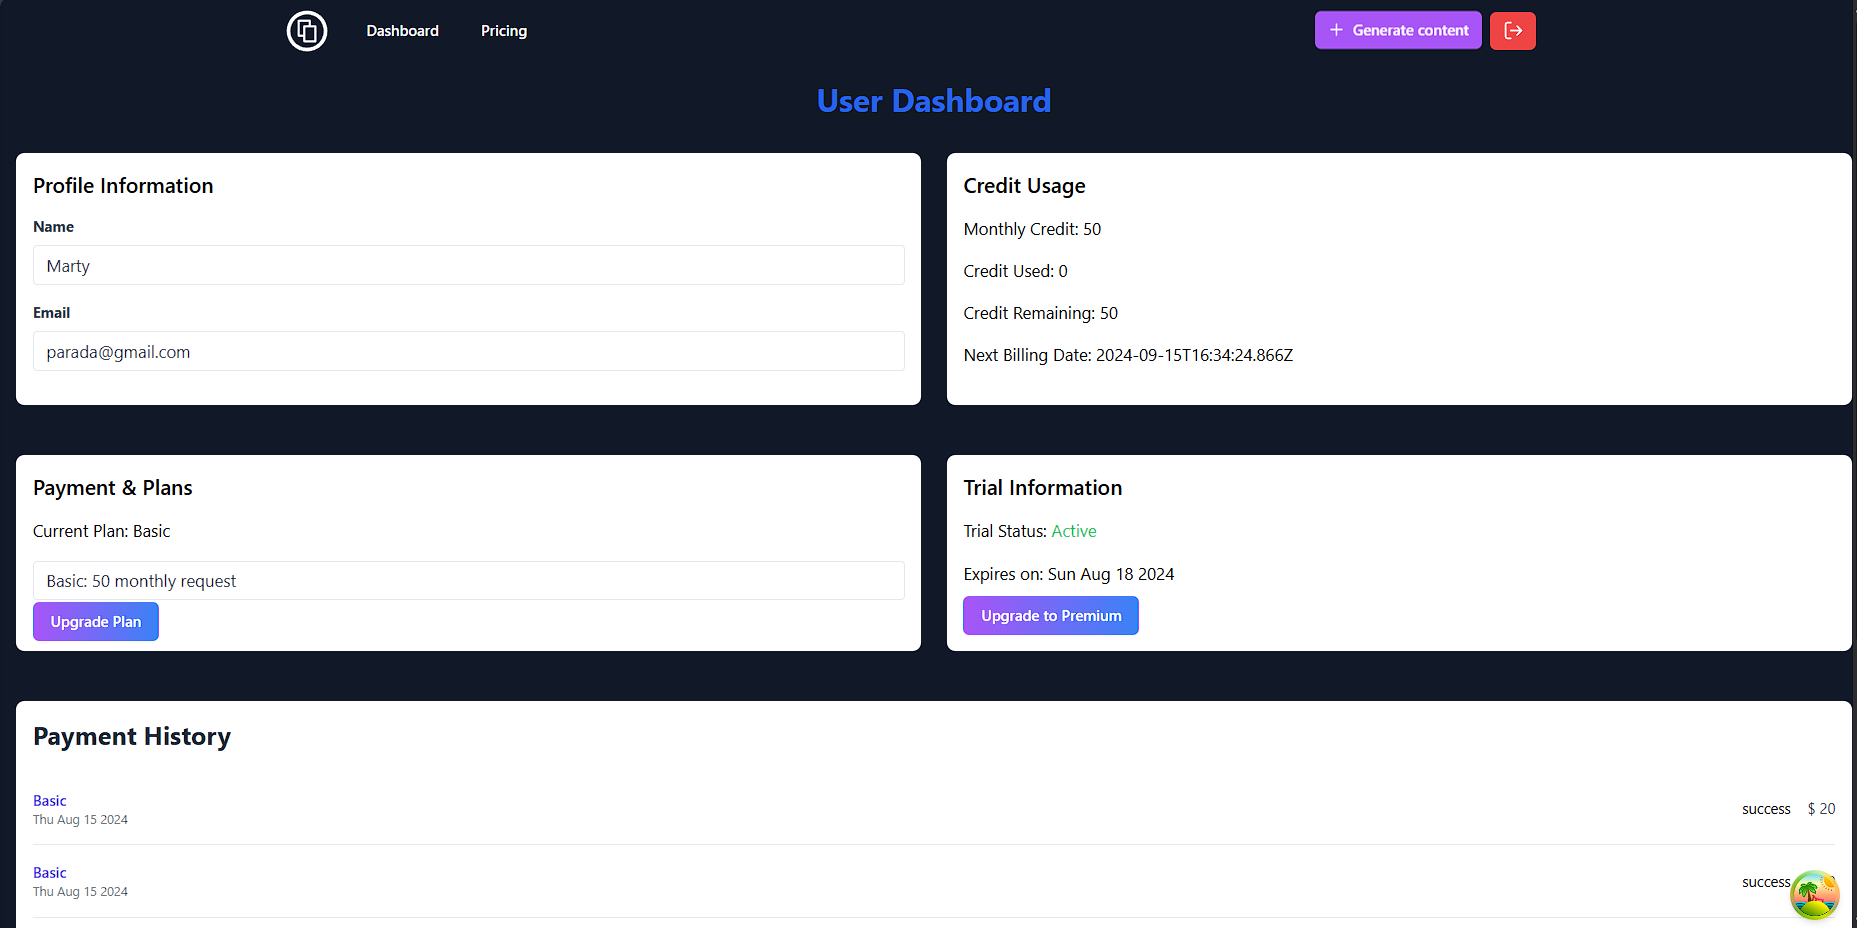 Dashboard Pricing Generate content
User Dashboard
Profile Information
Name
Marty
Email
parada@gmail.com
Credit Usage
Monthly Credit: 50
Credit Used: 0
Credit Remaining: 50
Next Billing Date: 2024-09-15T16:34:24.866Z
Payment & Plans
Current Plan: Basic
Basic: 50 monthly request
Upgrade Plan
Trial Information
Trial Status: Active
Expires on: Sun Aug 18 2024
Upgrade to Premium
Payment History
Basic
Thu Aug 15 2024
success $ 20
Basic
Thu Aug 15 2024
success